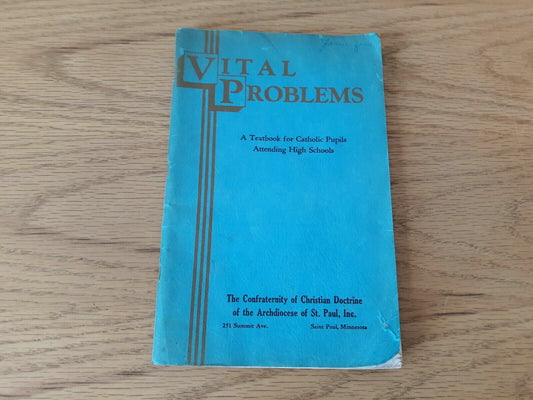 VITAL
PROBLEMS
A Textbook for Catholic Pupils
Attending High Schools
The Confraternity of Christian Doctrine
of the Archdiocese of St. Paul, Inc.
251 Summit Ave. Saint Paul, Minnesota